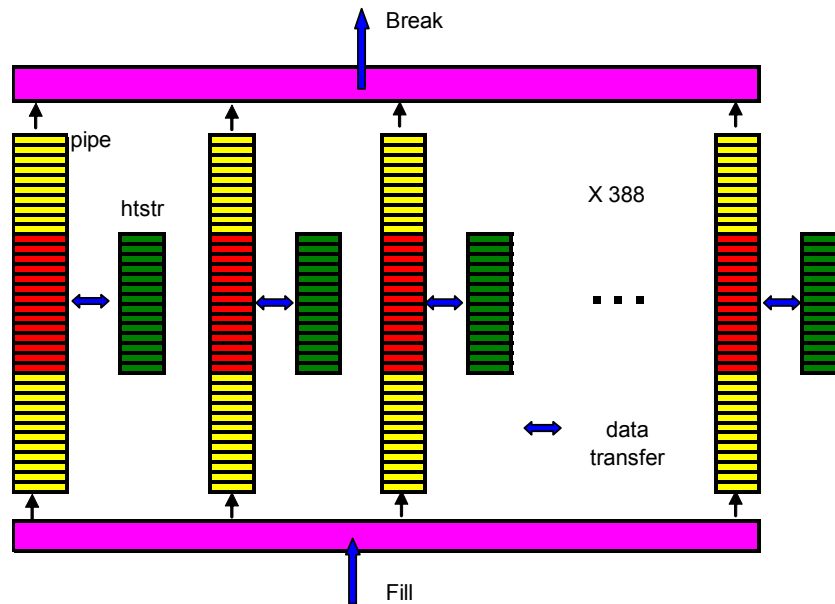 Break
pipe
htstr
X 388
data
transfer
Fill